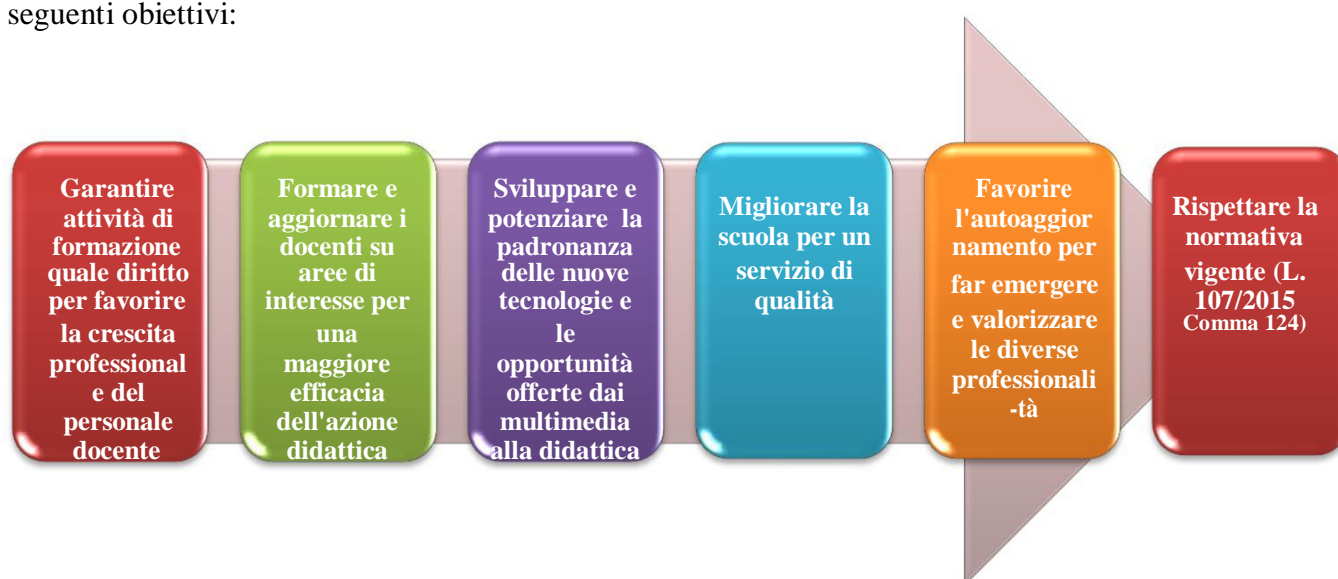 seguenti obiettivi:
Garantire
attività di
formazione
quale diritto
per favorire
la crescita
professional
e del
personale
docente
Formare e
aggiornare i
docenti su
aree di
interesse per
una
maggiore
efficacia
dell'azione
didattica
Sviluppare e
potenziare la
padronanza
delle nuove
tecnologie e
le
opportunità
offerte dai
multimedia
alla didattica
Migliorare la
scuola per un
servizio di
qualità
Favorire
l'autoaggior
namento per
far emergere
e valorizzare
le diverse
professionali
-tà
Rispettare la
normativa
vigente (L.
107/2015
Comma 124)